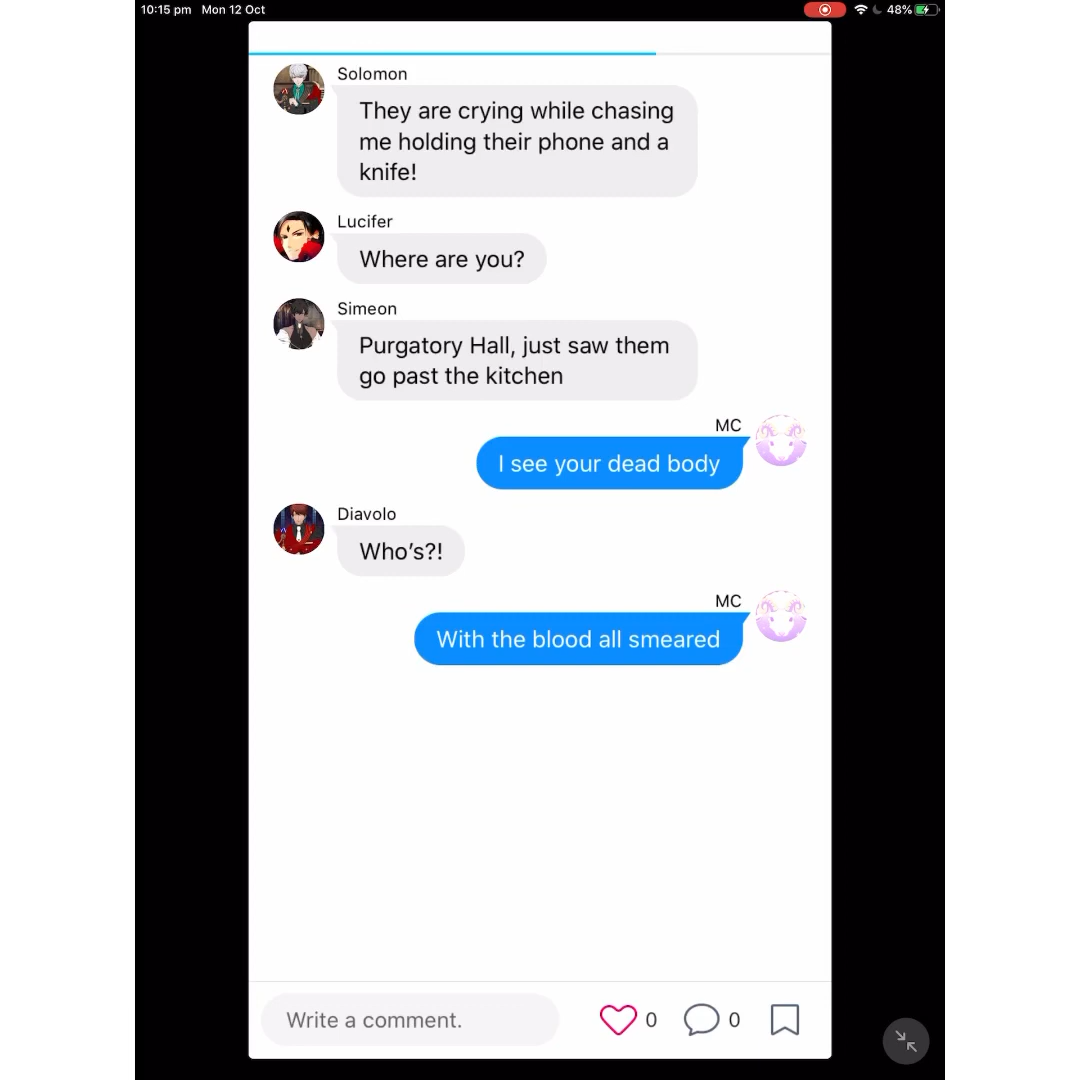 10:15 pm Mon 12 Oct
48%
Solomon
They are crying while chasing
me holding their phone and a
knife!
Lucifer
Where are you?
Simeon
Purgatory Hall, just saw them
go past the kitchen
MC
I see your dead body
Diavolo
Who’s?!
MC
With the blood all smeared
Write a comment.
0
0